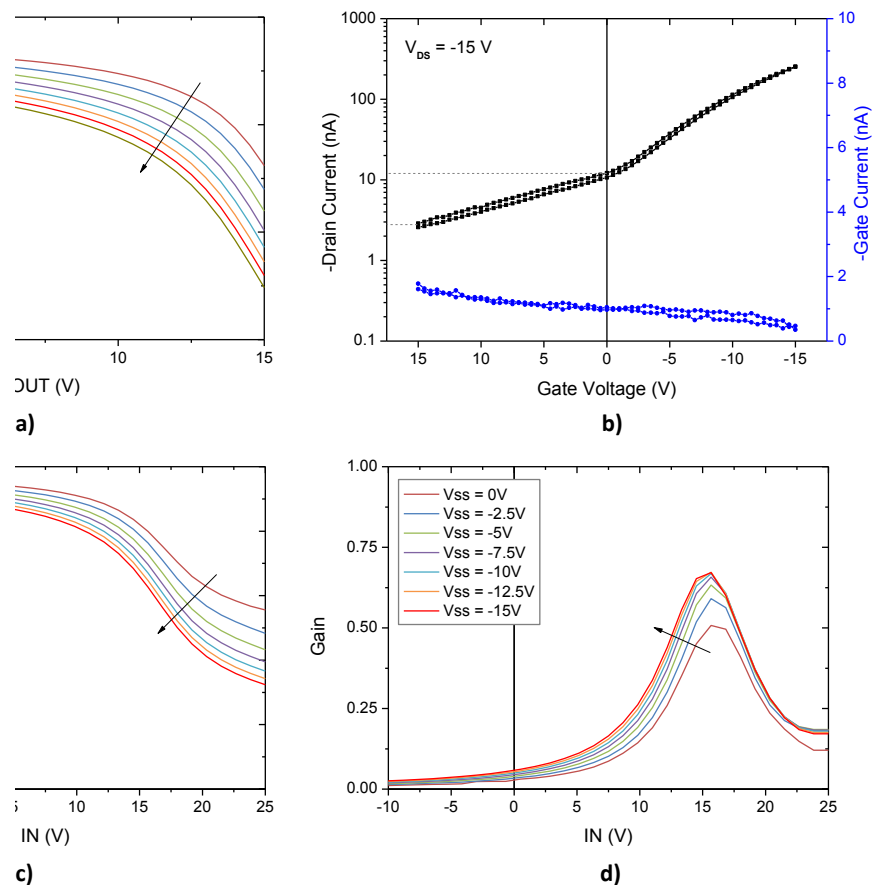 10 15
OUT (V)
a)
V_DS = -15 V
1000
100
10
1
0.1
-Drain Current (nA)
10
8
6
4
2
0
-Gate Current (nA)
15 10 5 0 -5 -10 -15
Gate Voltage (V)
b)
15 20 25
IN (V)
c)
1.00
0.75
0.50
0.25
0.00
Gain
Vss = 0V
Vss = -2.5V
Vss = -5V
Vss = -7.5V
Vss = -10V
Vss = -12.5V
Vss = -15V
-10 -5 0 5 10 15 20 25
IN (V)
d)